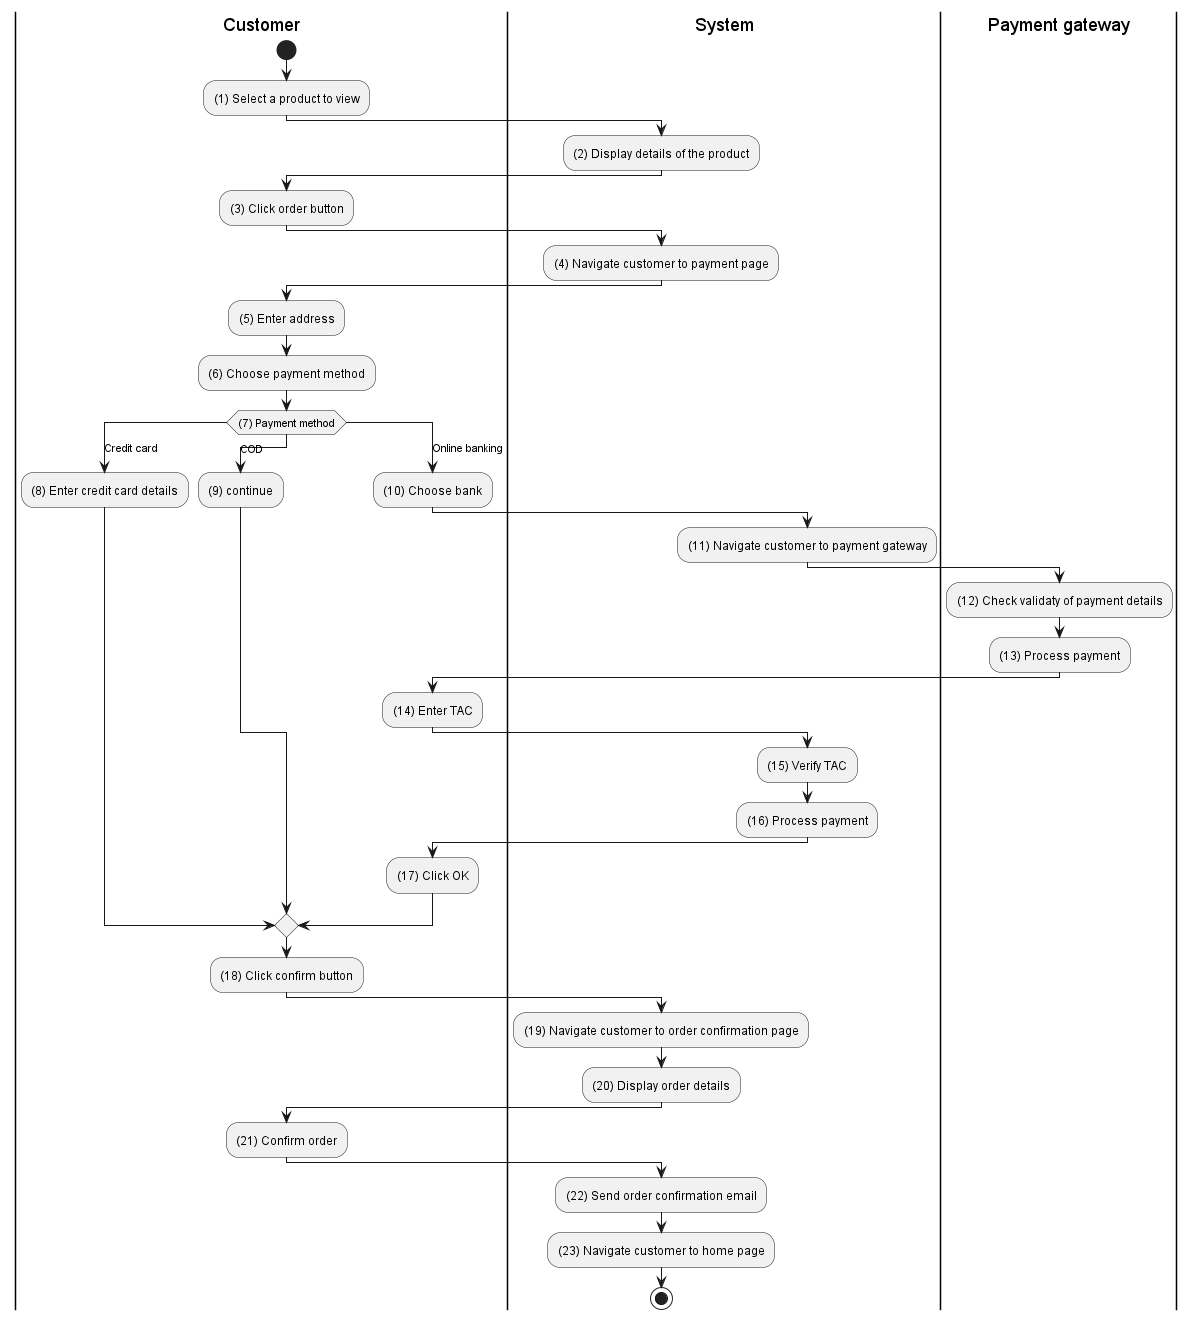 Customer
System
Payment gateway
(1) Select a product to view
(2) Display details of the product
(3) Click order button
(4) Navigate customer to payment page
(5) Enter address
(6) Choose payment method
(7) Payment method
Credit card
COD
Online banking
(8) Enter credit card details
(9) continue
(10) Choose bank
(11) Navigate customer to payment gateway
(12) Check validaty of payment details
(13) Process payment
(14) Enter TAC
(15) Verify TAC
(16) Process payment
(17) Click OK
(18) Click confirm button
(19) Navigate customer to order confirmation page
(20) Display order details
(21) Confirm order
(22) Send order confirmation email
(23) Navigate customer to home page